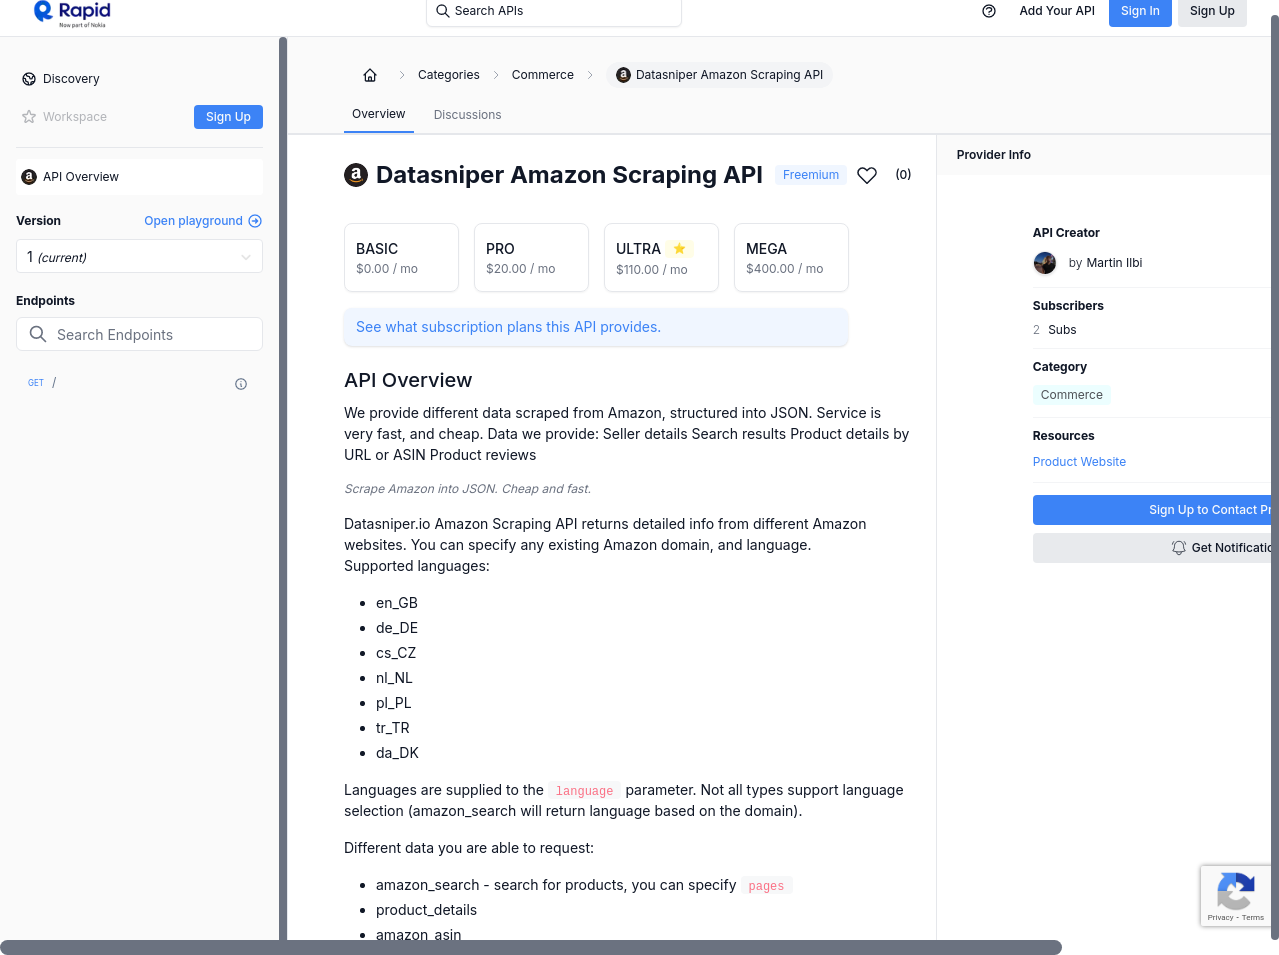 Rapid
Now part of Nokia
Search APIs
Add Your API
Sign In
Sign Up
Discovery
Workspace
Sign Up
API Overview
Version
Open playground
1 (current)
Endpoints
Search Endpoints
GET /
Categories
Commerce
Datasniper Amazon Scraping API
Overview
Discussions
Datasniper Amazon Scraping API
Freemium
(0)
BASIC
$0.00 / mo
PRO
$20.00 / mo
ULTRA
$110.00 / mo
MEGA
$400.00 / mo
See what subscription plans this API provides.
API Overview
We provide different data scraped from Amazon, structured into JSON. Service is
very fast, and cheap. Data we provide: Seller details Search results Product details by
URL or ASIN Product reviews
Scrape Amazon into JSON. Cheap and fast.
Datasniper.io Amazon Scraping API returns detailed info from different Amazon
websites. You can specify any existing Amazon domain, and language.
Supported languages:
en_GB
de_DE
cs_CZ
nl_NL
pl_PL
tr_TR
da_DK
Languages are supplied to the language parameter. Not all types support language
selection (amazon_search will return language based on the domain).
Different data you are able to request:
amazon_search - search for products, you can specify pages
product_details
amazon_asin
Provider Info
API Creator
by Martin
Subscribers
2 Subs
Category
Commerce
Resources
Product Website
Sign Up to Contact Pr
Get Notificatio
Privacy - Terms